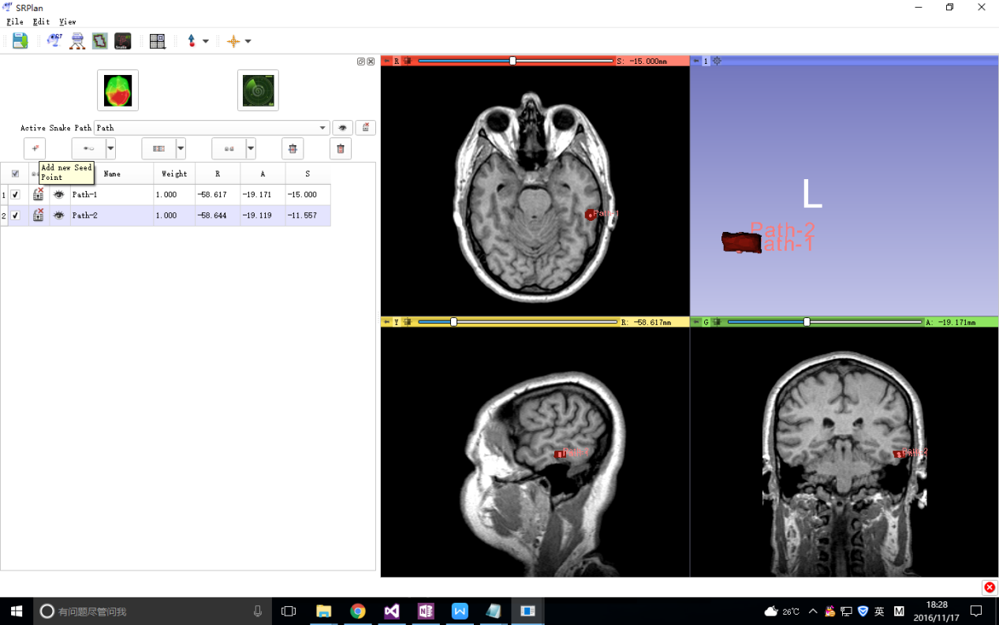 SRPlan
File Edit View
R S: -15.000mm
1
Active Snake Path Path
Add new Seed
Point
Name Weight R A S
1 Path-1 1.000 -58.617 -19.171 -15.000
2 Path-2 1.000 -58.644 -19.119 -11.557
Path-1
L
Path-2
Path-1
Y R: -58.617mm
G A: -19.171mm
Path-2
有问题尽管问我
26℃
英
M
18:28
2016/11/17